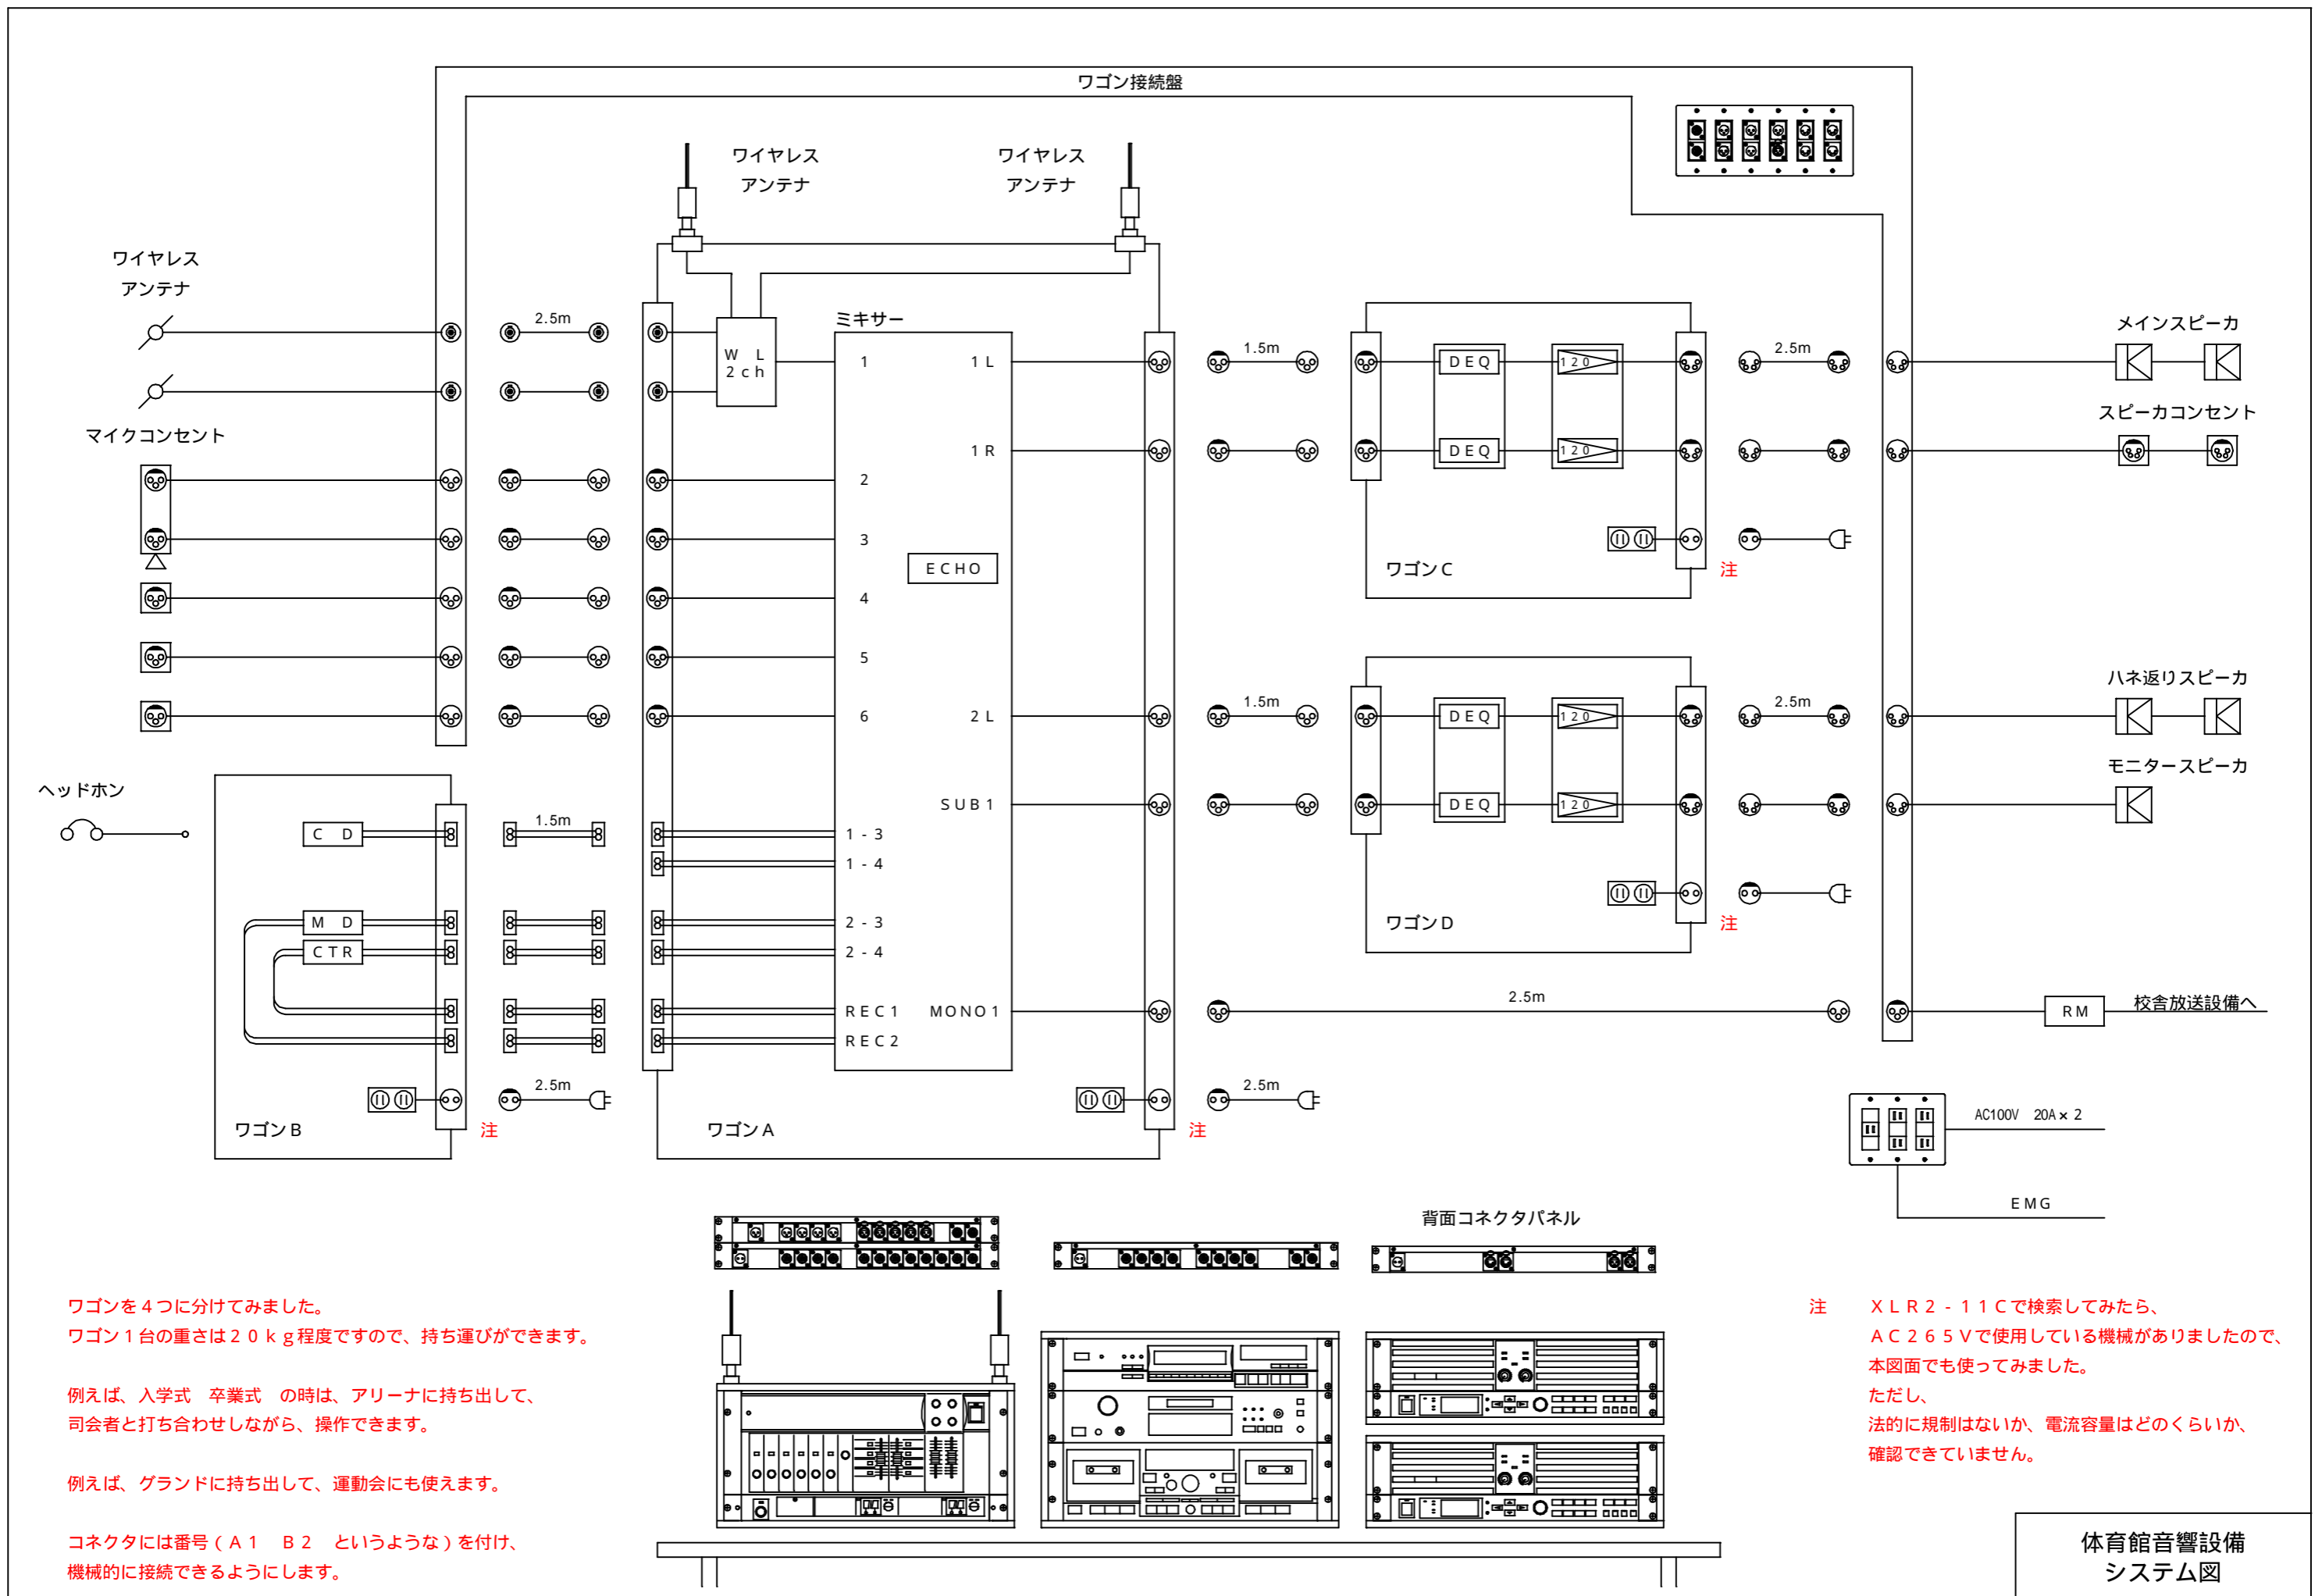 ワゴン接続盤
ワイヤレス
アンテナ
ワイヤレス
アンテナ
ワイヤレス
アンテナ
2.5m
マイクコンセント
W L
2ch
ミキサー
1
2
3
4
5
6
1-3
1-4
2-3
2-4
REC1
REC2
1L
1R
ECHO
2L
SUB1
MONO1
1.5m
DEQ
120
2.5m
DEQ
120
ワゴンC
注
メインスピーカ
スピーカコンセント
1.5m
DEQ
120
2.5m
DEQ
120
ワゴンD
注
ハネ返りスピーカ
モニタースピーカ
2.5m
RM
校舎放送設備へ
ヘッドホン
CD
1.5m
MD
CTR
2.5m
ワゴンB
注
ワゴンA
2.5m
注
AC100V 20A×2
EMG
背面コネクタパネル
ワゴンを4つに分けてみました。
ワゴン1台の重さは20kg程度ですので、持ち運びができます。
例えば、入学式 卒業式 の時は、アリーナに持ち出して、
司会者と打ち合わせしながら、操作できます。
例えば、グランドに持ち出して、運動会にも使えます。
コネクタには番号(A1 B2 というような)を付け、
機械的に接続できるようにします。
注 XLR2-11Cで検索してみたら、
AC265Vで使用している機械がありましたので、
本図面でも使ってみました。
ただし、
法的に規制はないか、電流容量はどのくらいか、
確認できていません。
体育館音響設備
システム図